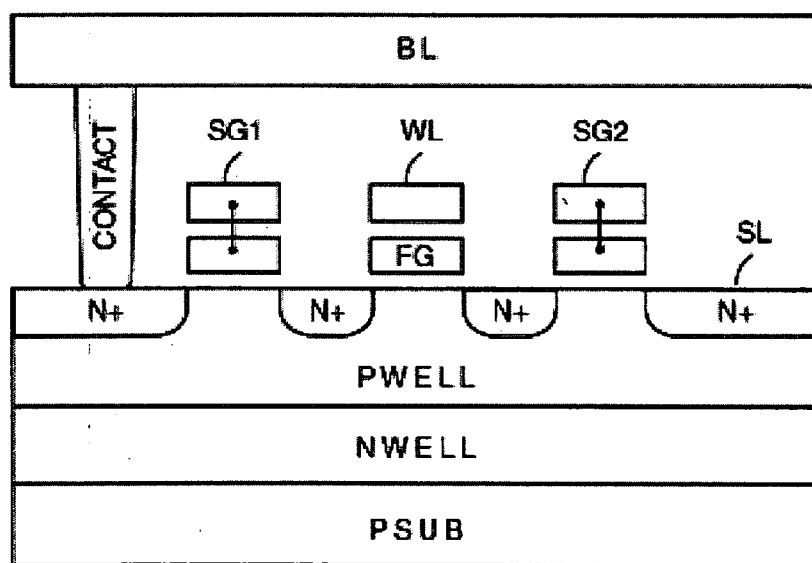 BL
CONTACT
SG1 WL SG2
FG
SL
N+ N+ N+ N+
PWELL
NWELL
PSUB